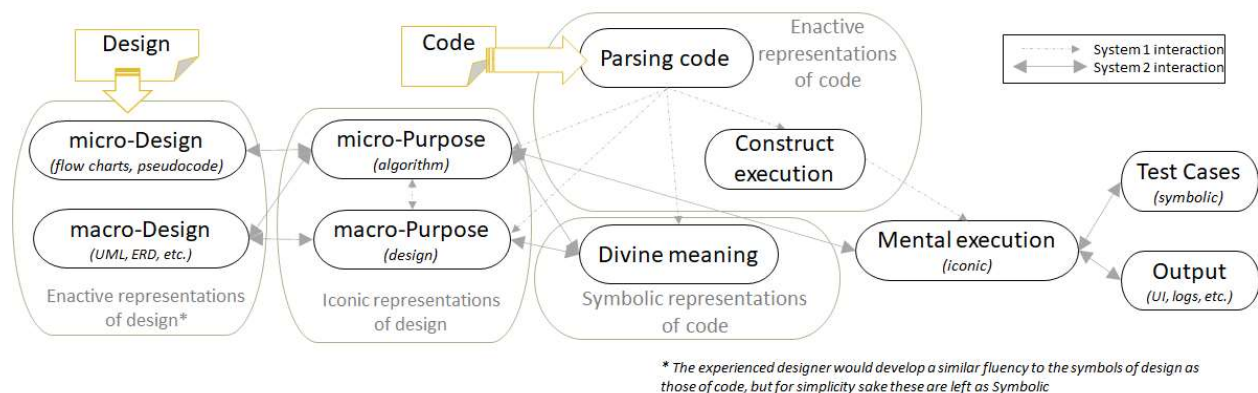 Design
Code
Parsing code
Enactive
representations
of code
System 1 interaction
System 2 interaction
micro-Design
(flow charts, pseudocode)
micro-Purpose
(algorithm)
Construct
execution
Test Cases
(symbolic)
macro-Design
(UML, ERD, etc.)
macro-Purpose
(design)
Divine meaning
Mental execution
(iconic)
Output
(UI, logs, etc.)
Enactive representations
of design*
Iconic representations
of design
Symbolic representations
of code
* The experienced designer would develop a similar fluency to the symbols of design as
those of code, but for simplicity sake these are left as Symbolic